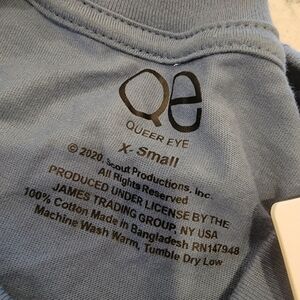 Qe
QUEER EYE
X- Small
© 2020, Scout Productions, Inc.
All Rights Reserved
PRODUCED UNDER LICENSE BY THE
JAMES TRADING GROUP. NY USA
100% Cotton Made in Bangladesh RN147948
Machine Wash Warm, Tumble Dry Low